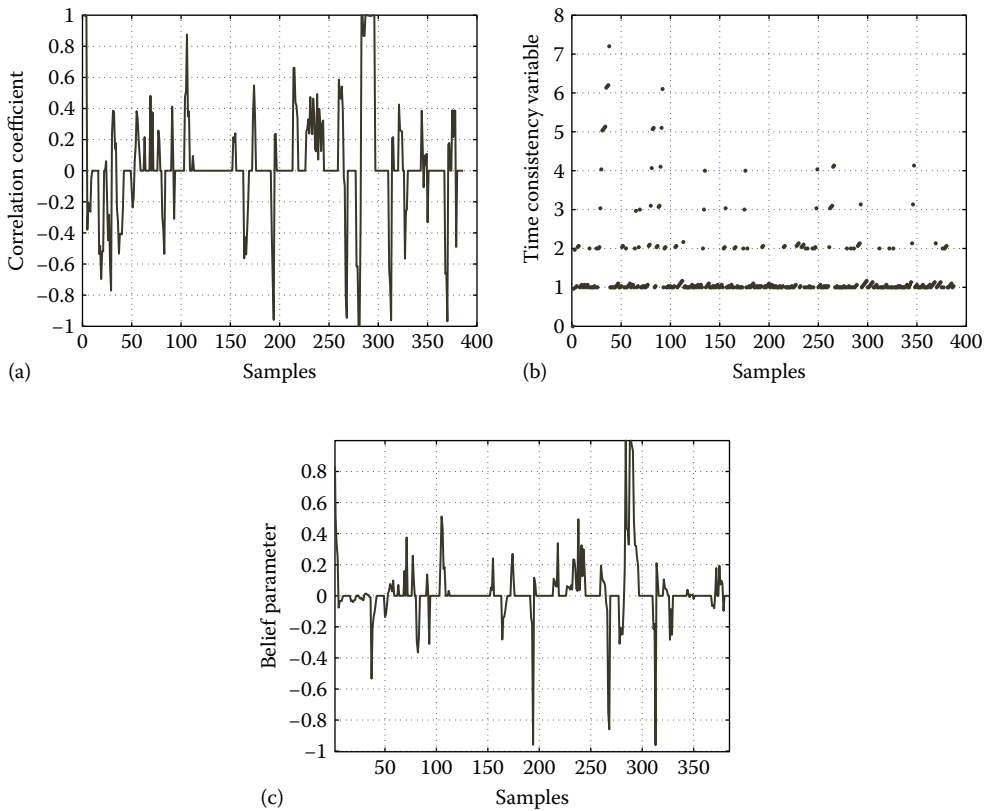 1
0.8
0.6
0.4
0.2
0
−0.2
−0.4
−0.6
−0.8
−1
Correlation coefficient
0 50 100 150 200 250 300 350 400
(a)
Samples
8
7
6
5
4
3
2
1
0
Time consistency variable
0 50 100 150 200 250 300 350 400
(b)
Samples
0.8
0.6
0.4
0.2
0
−0.2
−0.4
−0.6
−0.8
−1
Belief parameter
50 100 150 200 250 300 350
(c)
Samples